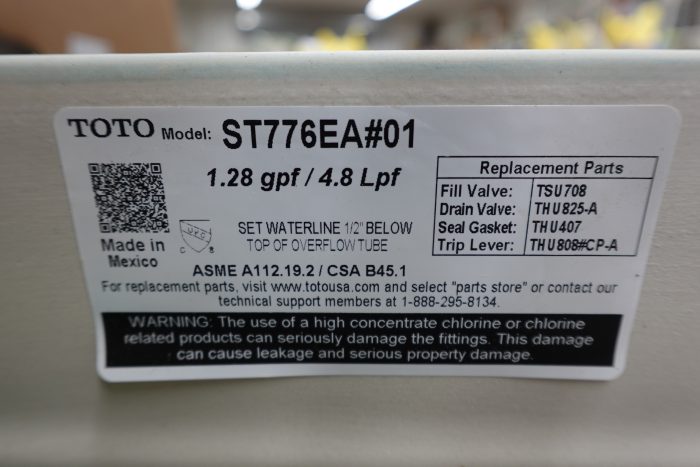 TOTO Model: ST776EA#01
1.28 gpf / 4.8 Lpf
Replacement Parts
Fill Valve: TSU708
Drain Valve: THU825-A
Seal Gasket: THU407
Trip Lever: THU808#CP-A
Made in
Mexico
UPC
C
SET WATERLINE 1/2" BELOW
TOP OF OVERFLOW TUBE
ASME A112.19.2 / CSA B45.1
For replacement parts, visit www.totousa.com and select "parts store" or contact our
technical support members at 1-888-295-8134.
WARNING: The use of a high concentrate chlorine or chlorine
related products can seriously damage the fittings. This damage
can cause leakage and serious property damage.